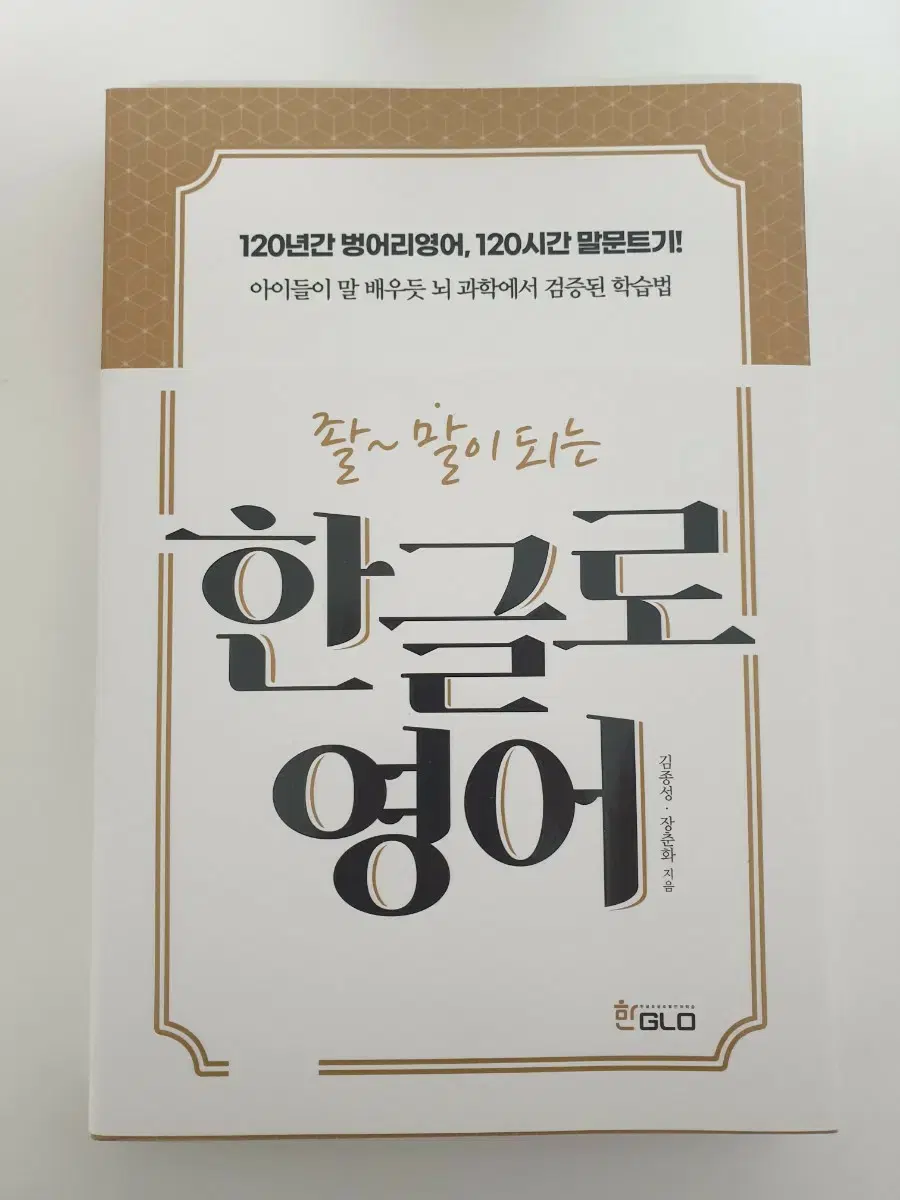 120년간 벙어리영어, 120시간 말문트기!
아이들이 말 배우듯 뇌 과학에서 검증된 학습법
좔~ 말이 되는
한글로
영어
김종성 · 장춘화 지음
한GLO